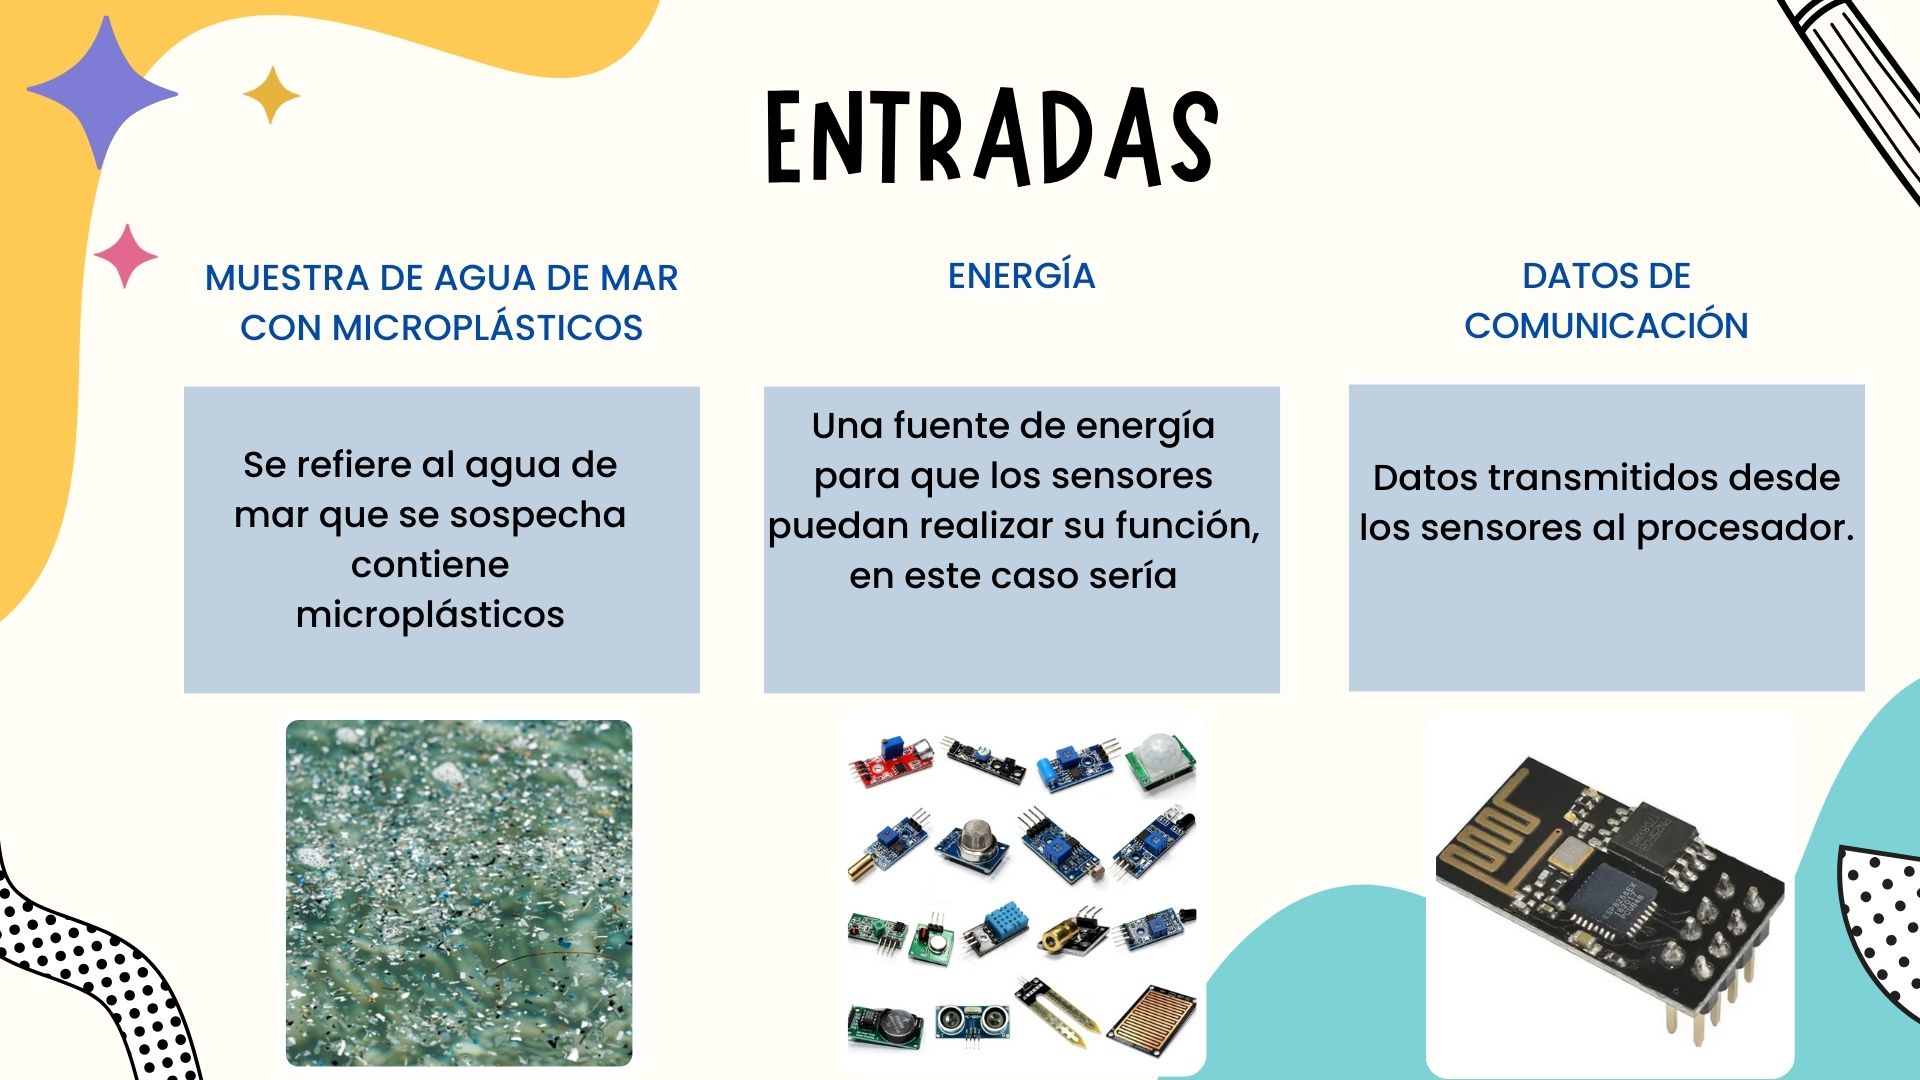 ENTRADAS
MUESTRA DE AGUA DE MAR
CON MICROPLÁSTICOS
Se refiere al agua de
mar que se sospecha
contiene
microplásticos
ENERGÍA
Una fuente de energía
para que los sensores
puedan realizar su función,
en este caso sería
DATOS DE
COMUNICACIÓN
Datos transmitidos desde
los sensores al procesador.